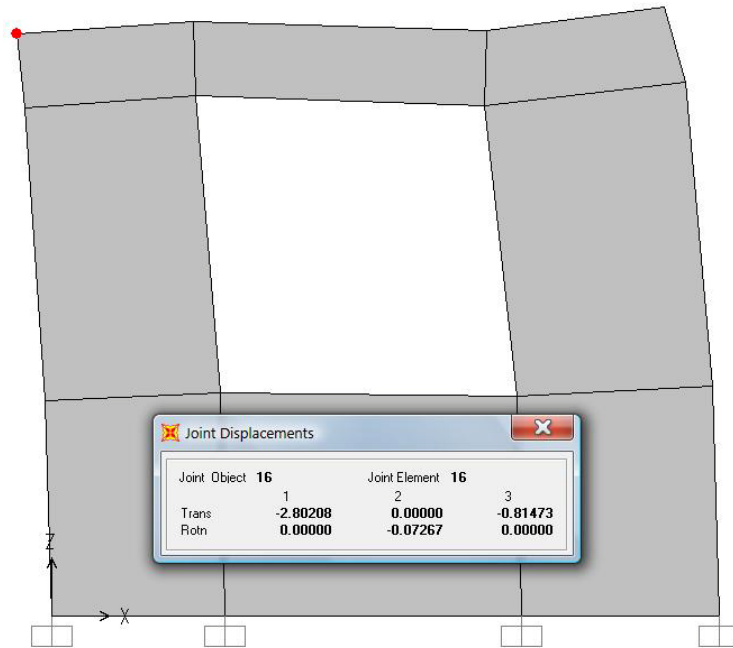 Joint Displacements
Joint Object 16 Joint Element 16
1 2 3
Trans -2.80208 0.00000 -0.81473
Rotn 0.00000 -0.07267 0.00000
Z
X